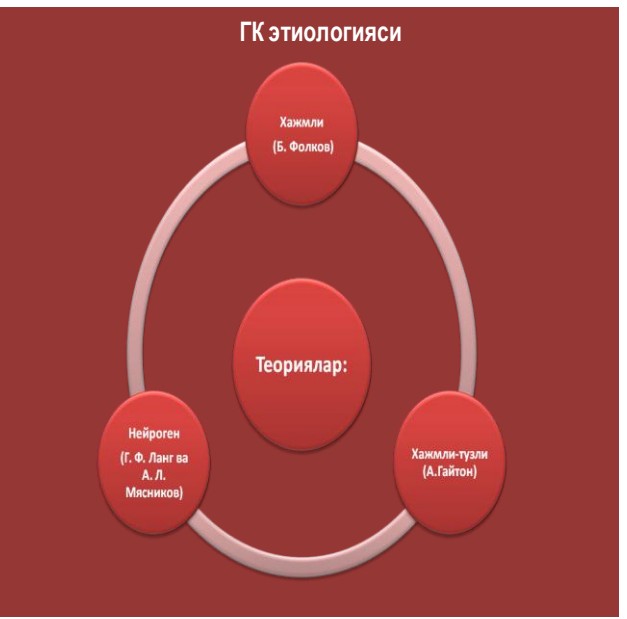 ГК этиологияси
Хажмли
(Б. Фолков)
Теориялар:
Нейроген
(Г. Ф. Ланг ва
А. Л.
Мясников)
Хажмли-тузли
(А.Гайтон)